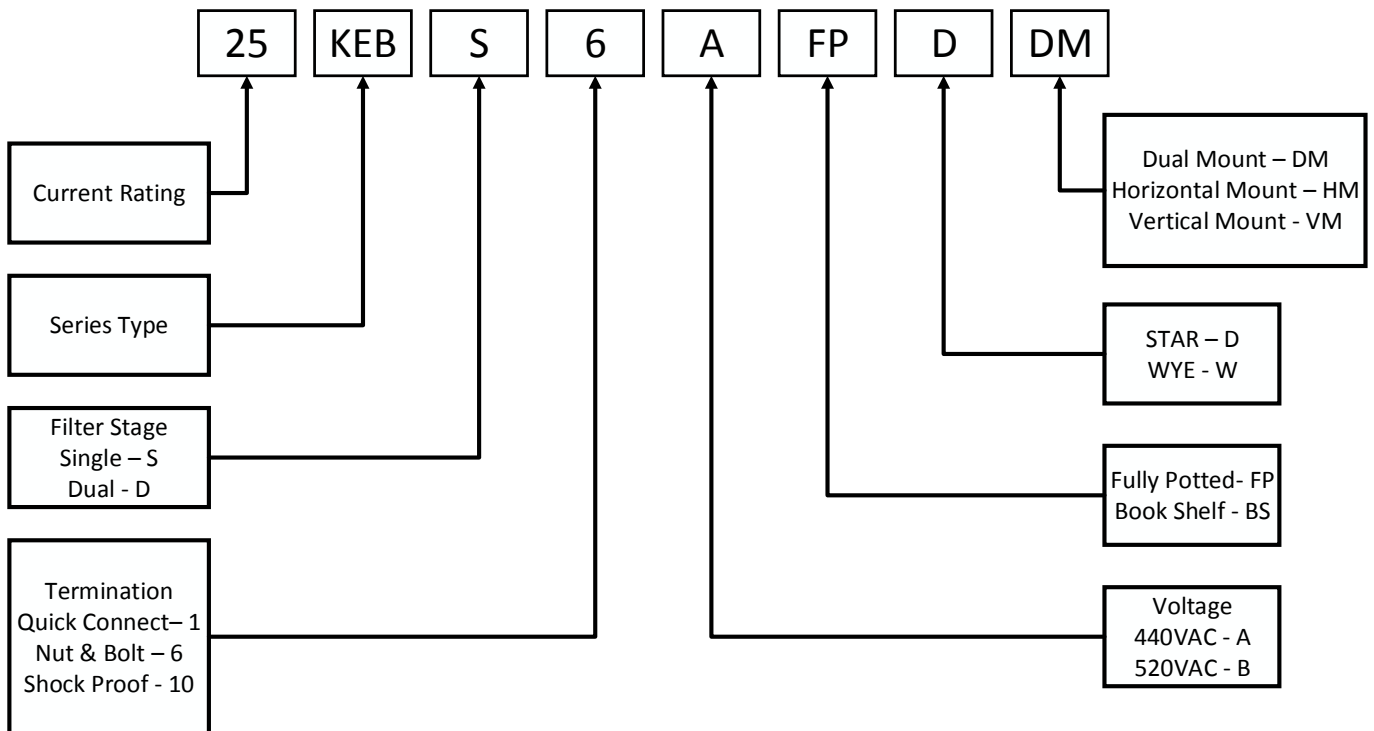 25 KEB S 6 A FP D DM
Current Rating
Series Type
Filter Stage
Single – S
Dual - D
Termination
Quick Connect– 1
Nut & Bolt – 6
Shock Proof - 10
Dual Mount – DM
Horizontal Mount – HM
Vertical Mount - VM
STAR – D
WYE - W
Fully Potted- FP
Book Shelf - BS
Voltage
440VAC - A
520VAC - B